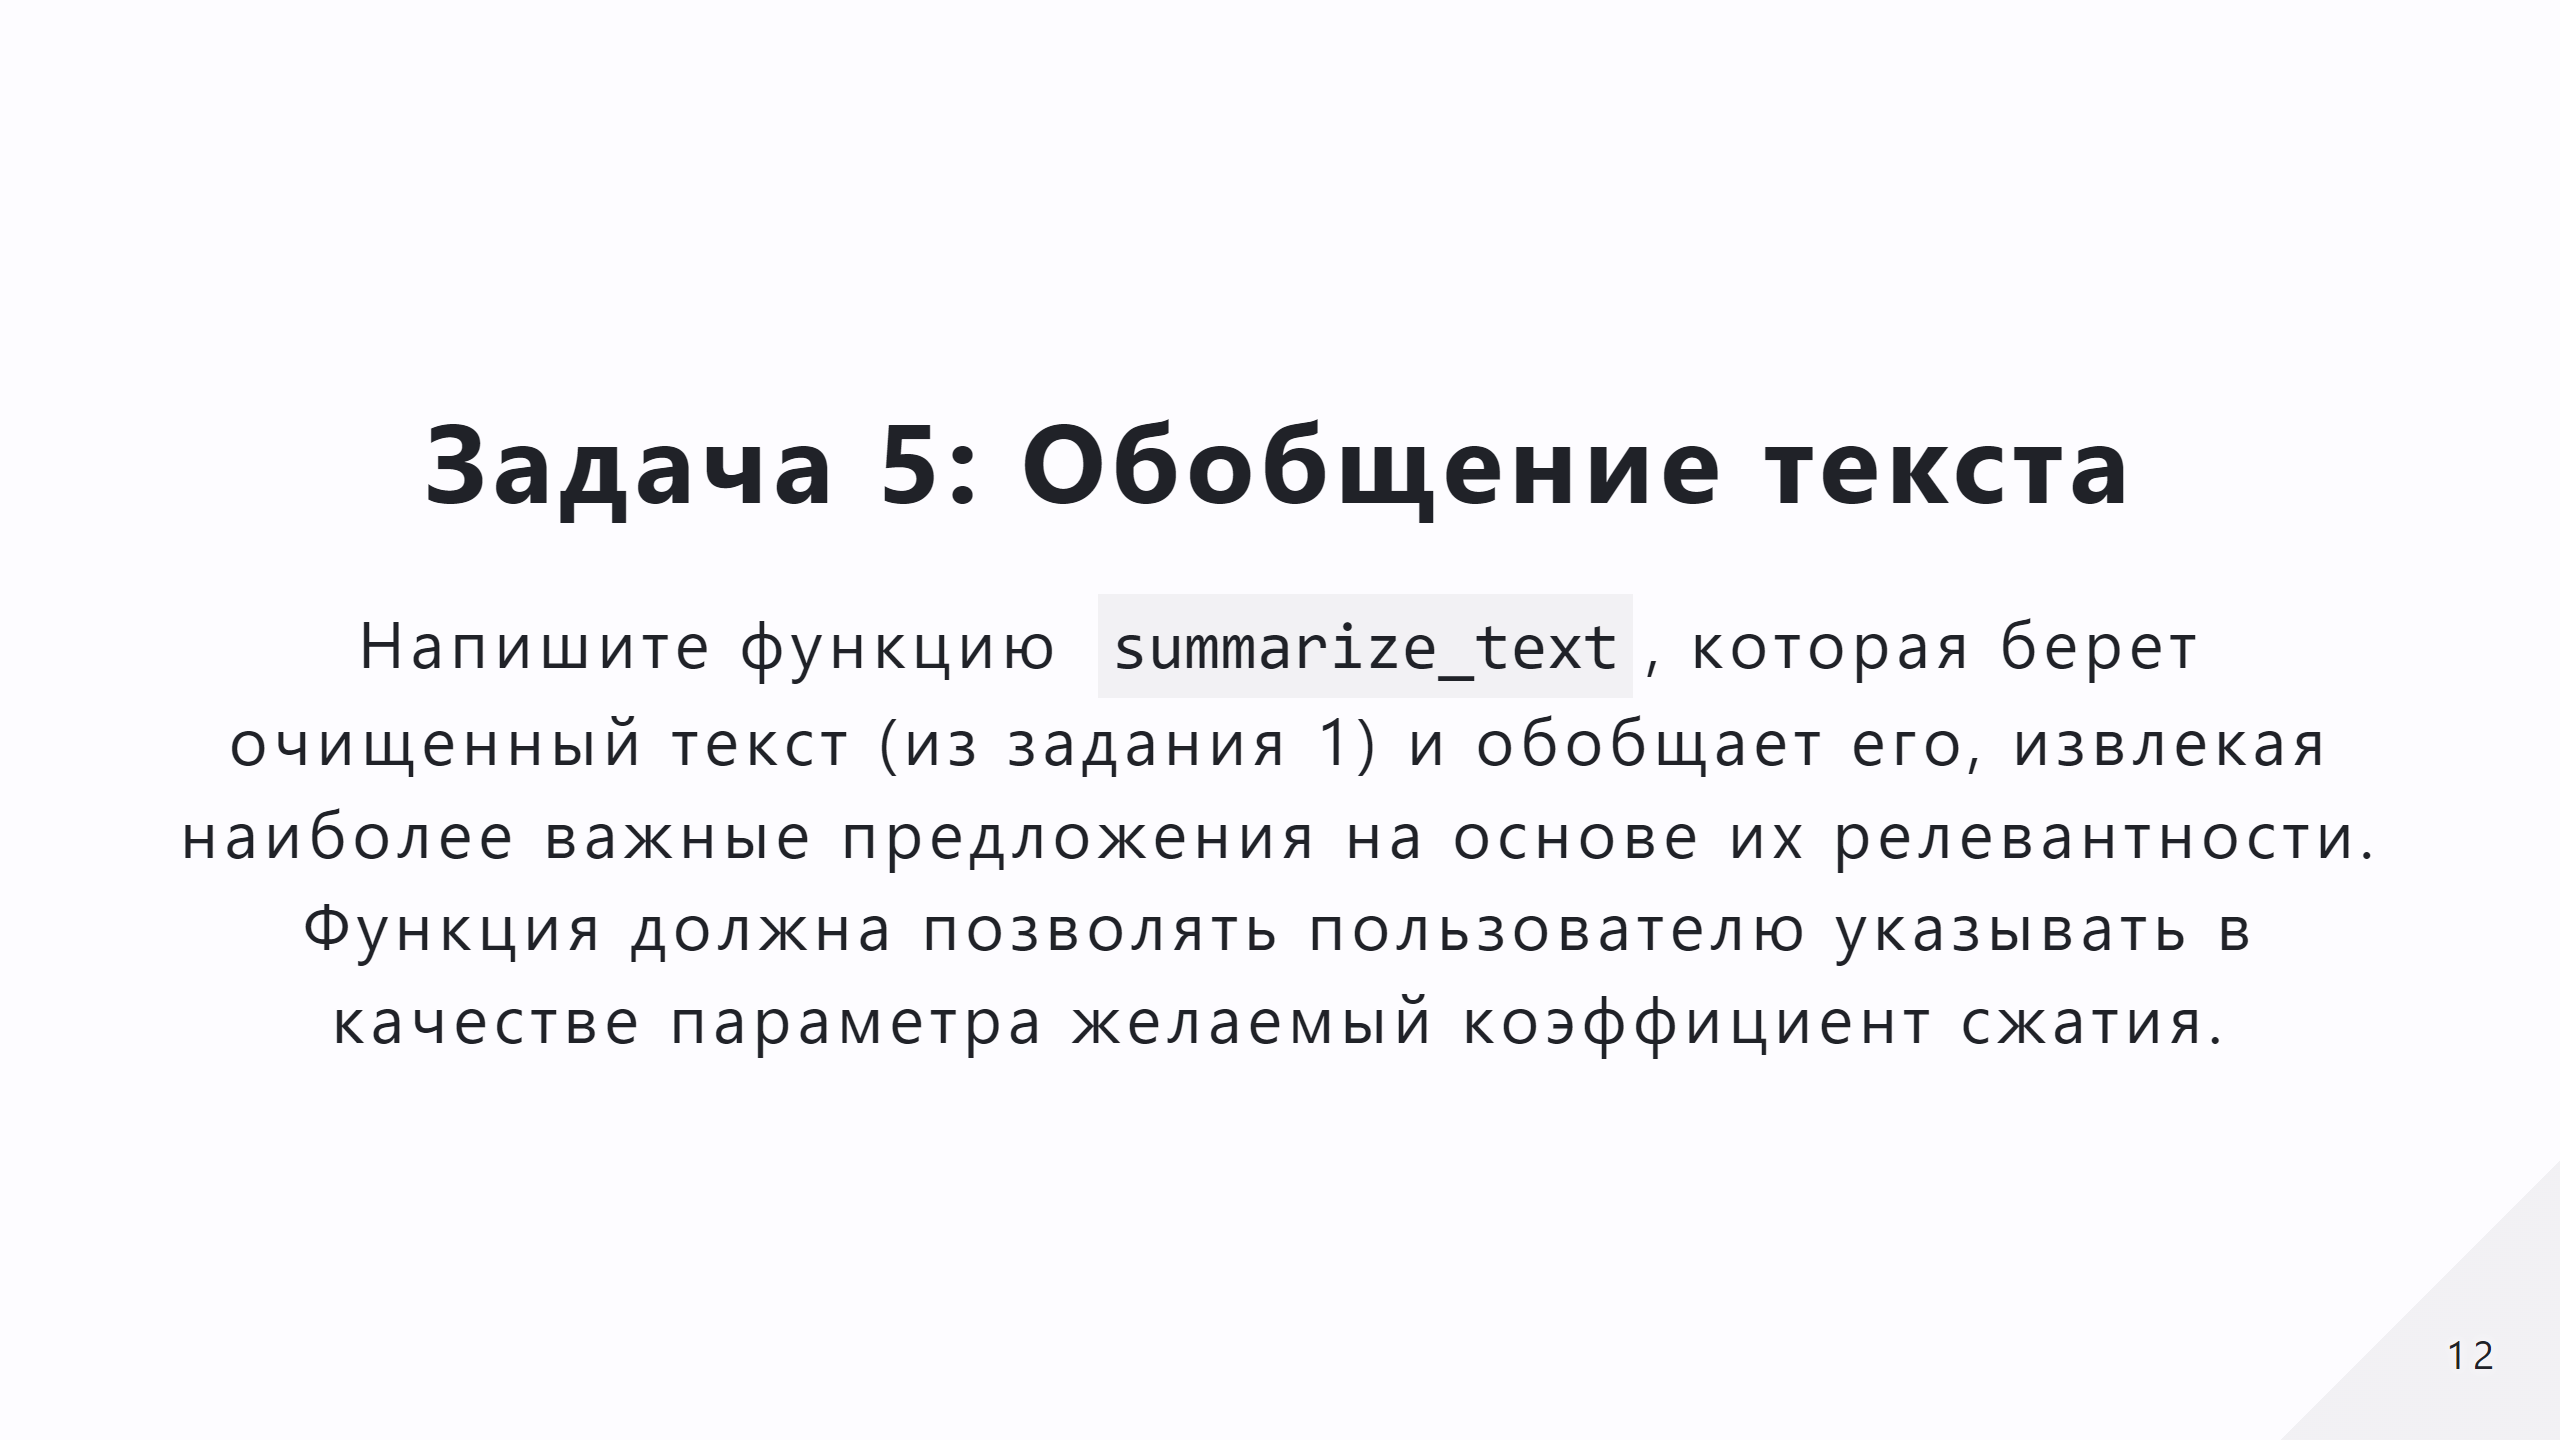 Задача 5: Обобщение текста
Напишите функцию summarize_text, которая берет
очищенный текст (из задания 1) и обобщает его, извлекая
наиболее важные предложения на основе их релевантности.
Функция должна позволять пользователю указывать в
качестве параметра желаемый коэффициент сжатия.
12